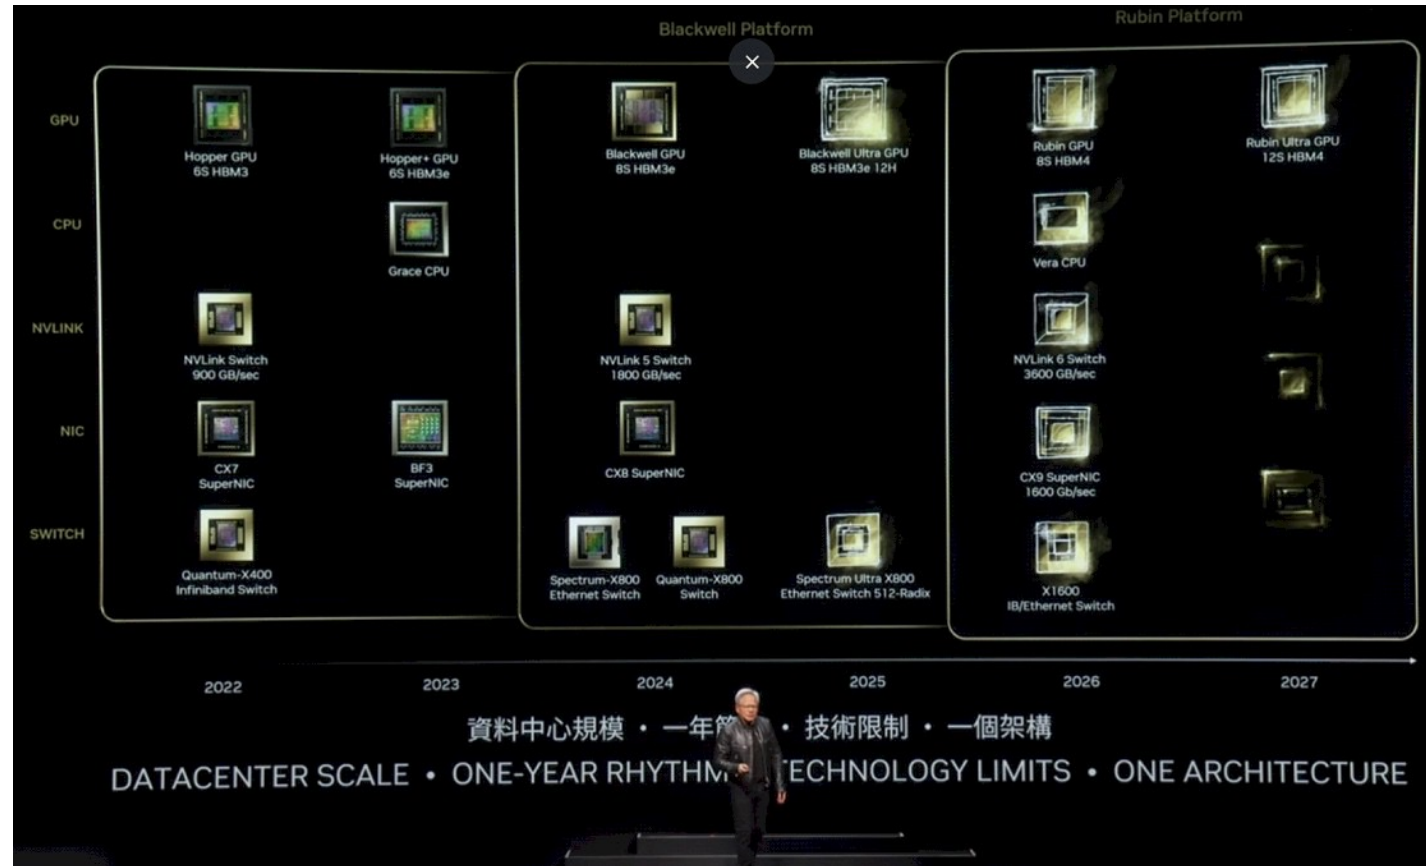 Blackwell Platform
Rubin Platform
GPU
Hopper GPU
6S HBM3
Hopper+ GPU
6S HBM3e
Blackwell GPU
8S HBM3e
Blackwell Ultra GPU
8S HBM3e 12H
Rubin GPU
8S HBM4
Rubin Ultra GPU
12S HBM4
CPU
Grace CPU
Vera CPU
NVLINK
NVLink Switch
900 GB/sec
NVLink 5 Switch
1800 GB/sec
NVLink 6 Switch
3600 GB/sec
NIC
CX7
SuperNIC
BF3
SuperNIC
CX8 SuperNIC
CX9 SuperNIC
1600 Gb/sec
SWITCH
Quantum-X400
Infiniband Switch
Spectrum-X800
Ethernet Switch
Quantum-X800
Switch
Spectrum Ultra X800
Ethernet Switch 512-Radix
X1600
IB/Ethernet Switch
2022 2023 2024 2025 2026 2027
資料中心規模 • 一年 • 技術限制 • 一個架構
DATACENTER SCALE • ONE-YEAR RHYTHM TECHNOLOGY LIMITS • ONE ARCHITECTURE